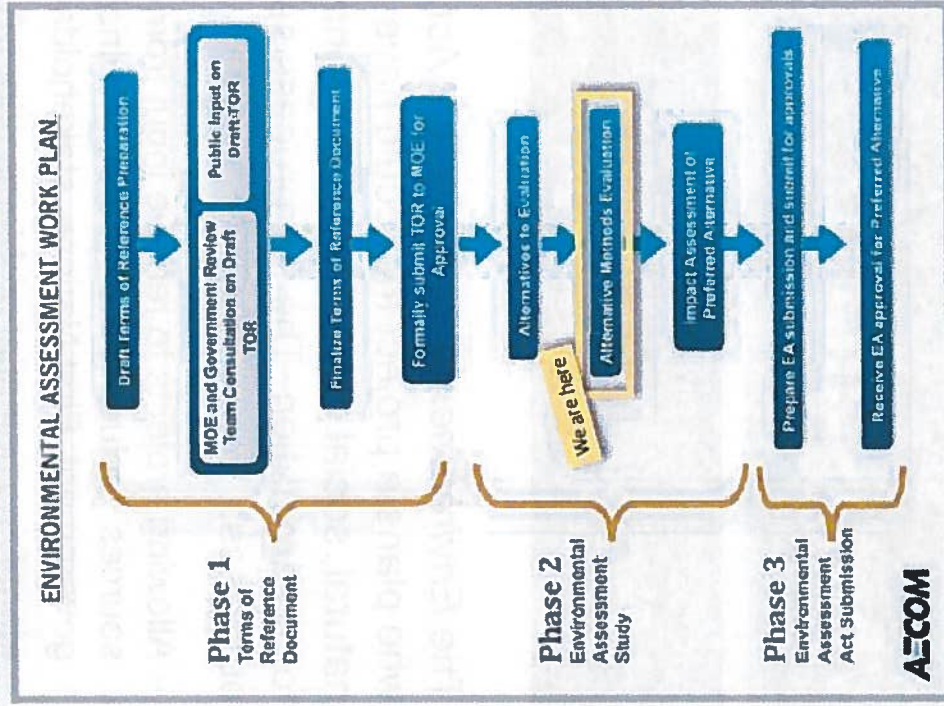 ENVIRONMENTAL ASSESSMENT WORK PLAN
Phase 1
Terms of
Reference
Document
Draft Terms of Reference Preparation
MOE and Government Review
Team Consultation on Draft
TOR
Public Input on
Draft TOR
Finalize Terms of Reference Document
Formally submit TOR to MOE for
Approval
Phase 2
Environmental
Assessment
Study
Alternatives to Evaluation
We are here
Alternative Methods Evaluation
Impact Assessment of
Preferred Alternative
Phase 3
Environmental
Assessment
Act Submission
Prepare EA submission and submit for approvals
Receive EA approval for Preferred Alternative
AECOM